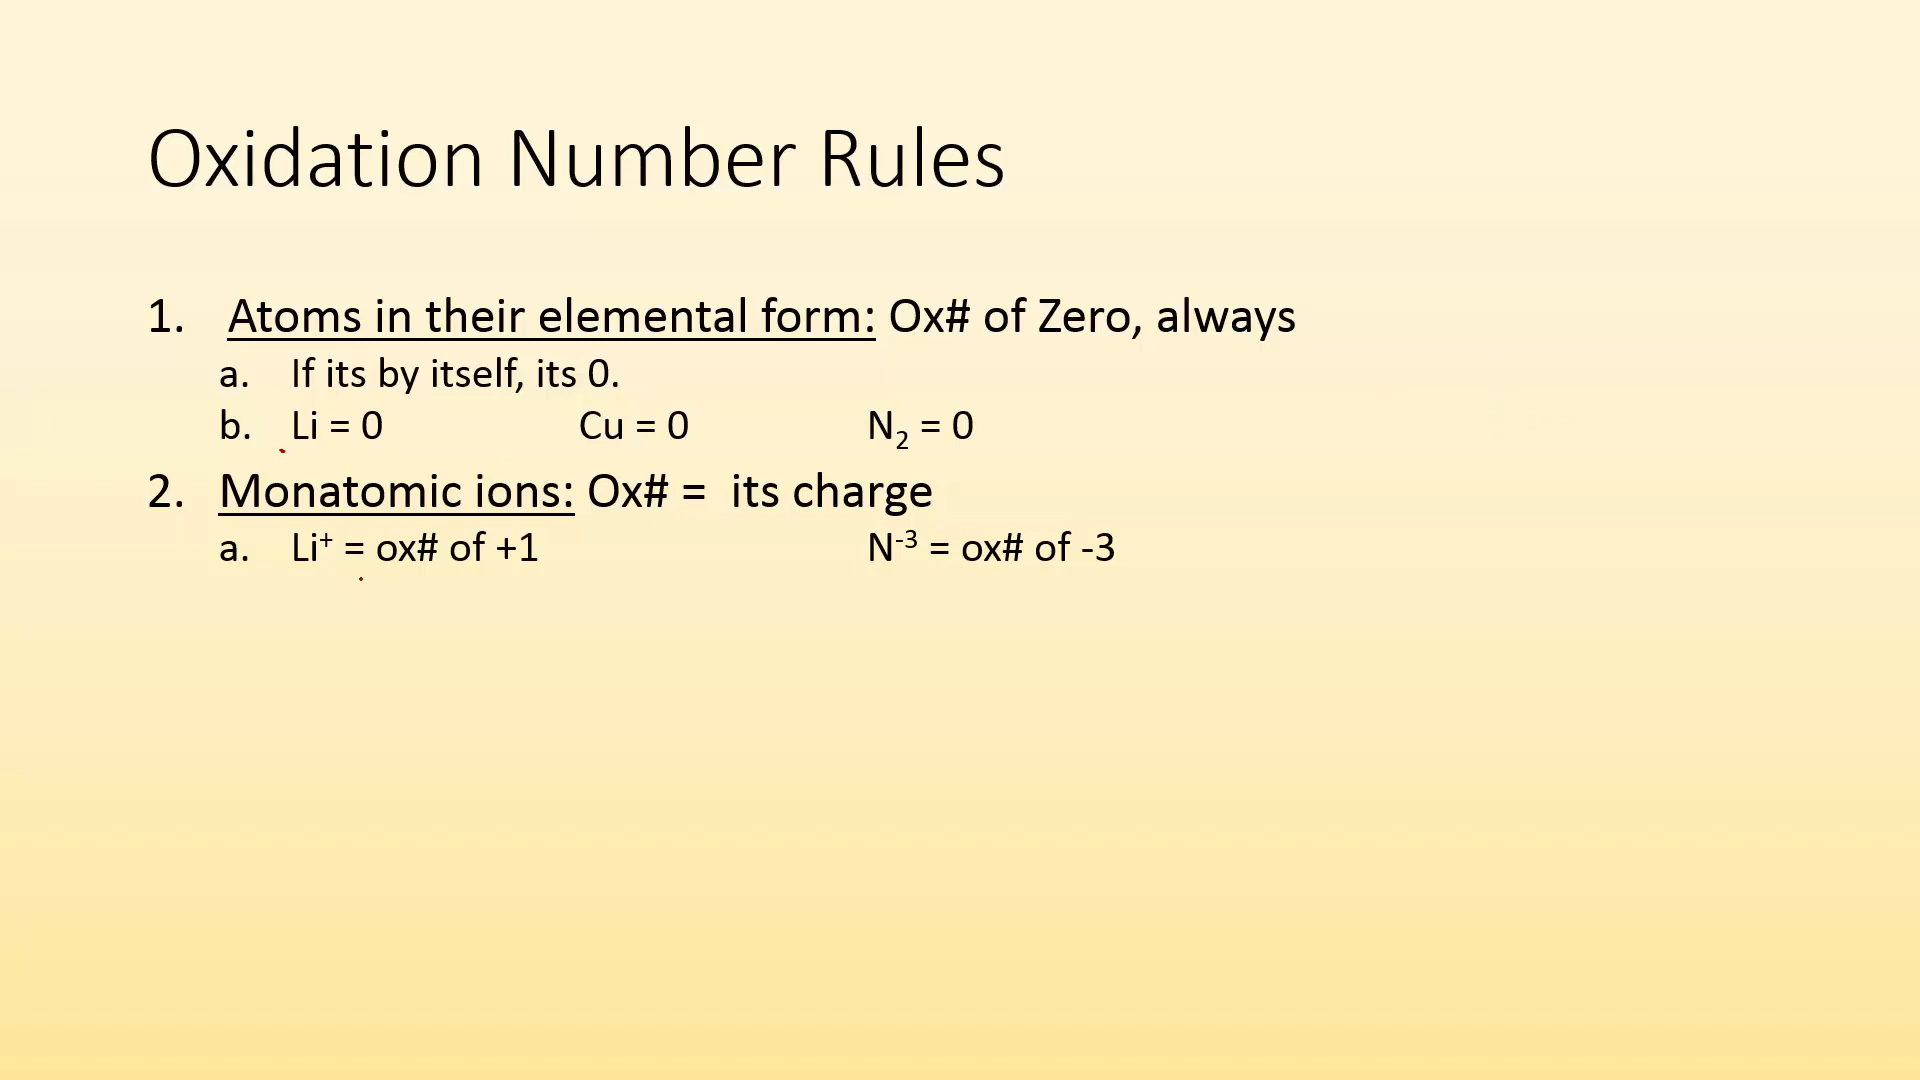 Oxidation Number Rules
1. Atoms in their elemental form: Ox# of Zero, always
a. If its by itself, its 0.
b. Li = 0 Cu = 0 N₂ = 0
2. Monatomic ions: Ox# = its charge
a. Li⁺ = ox# of +1 N⁻³ = ox# of -3